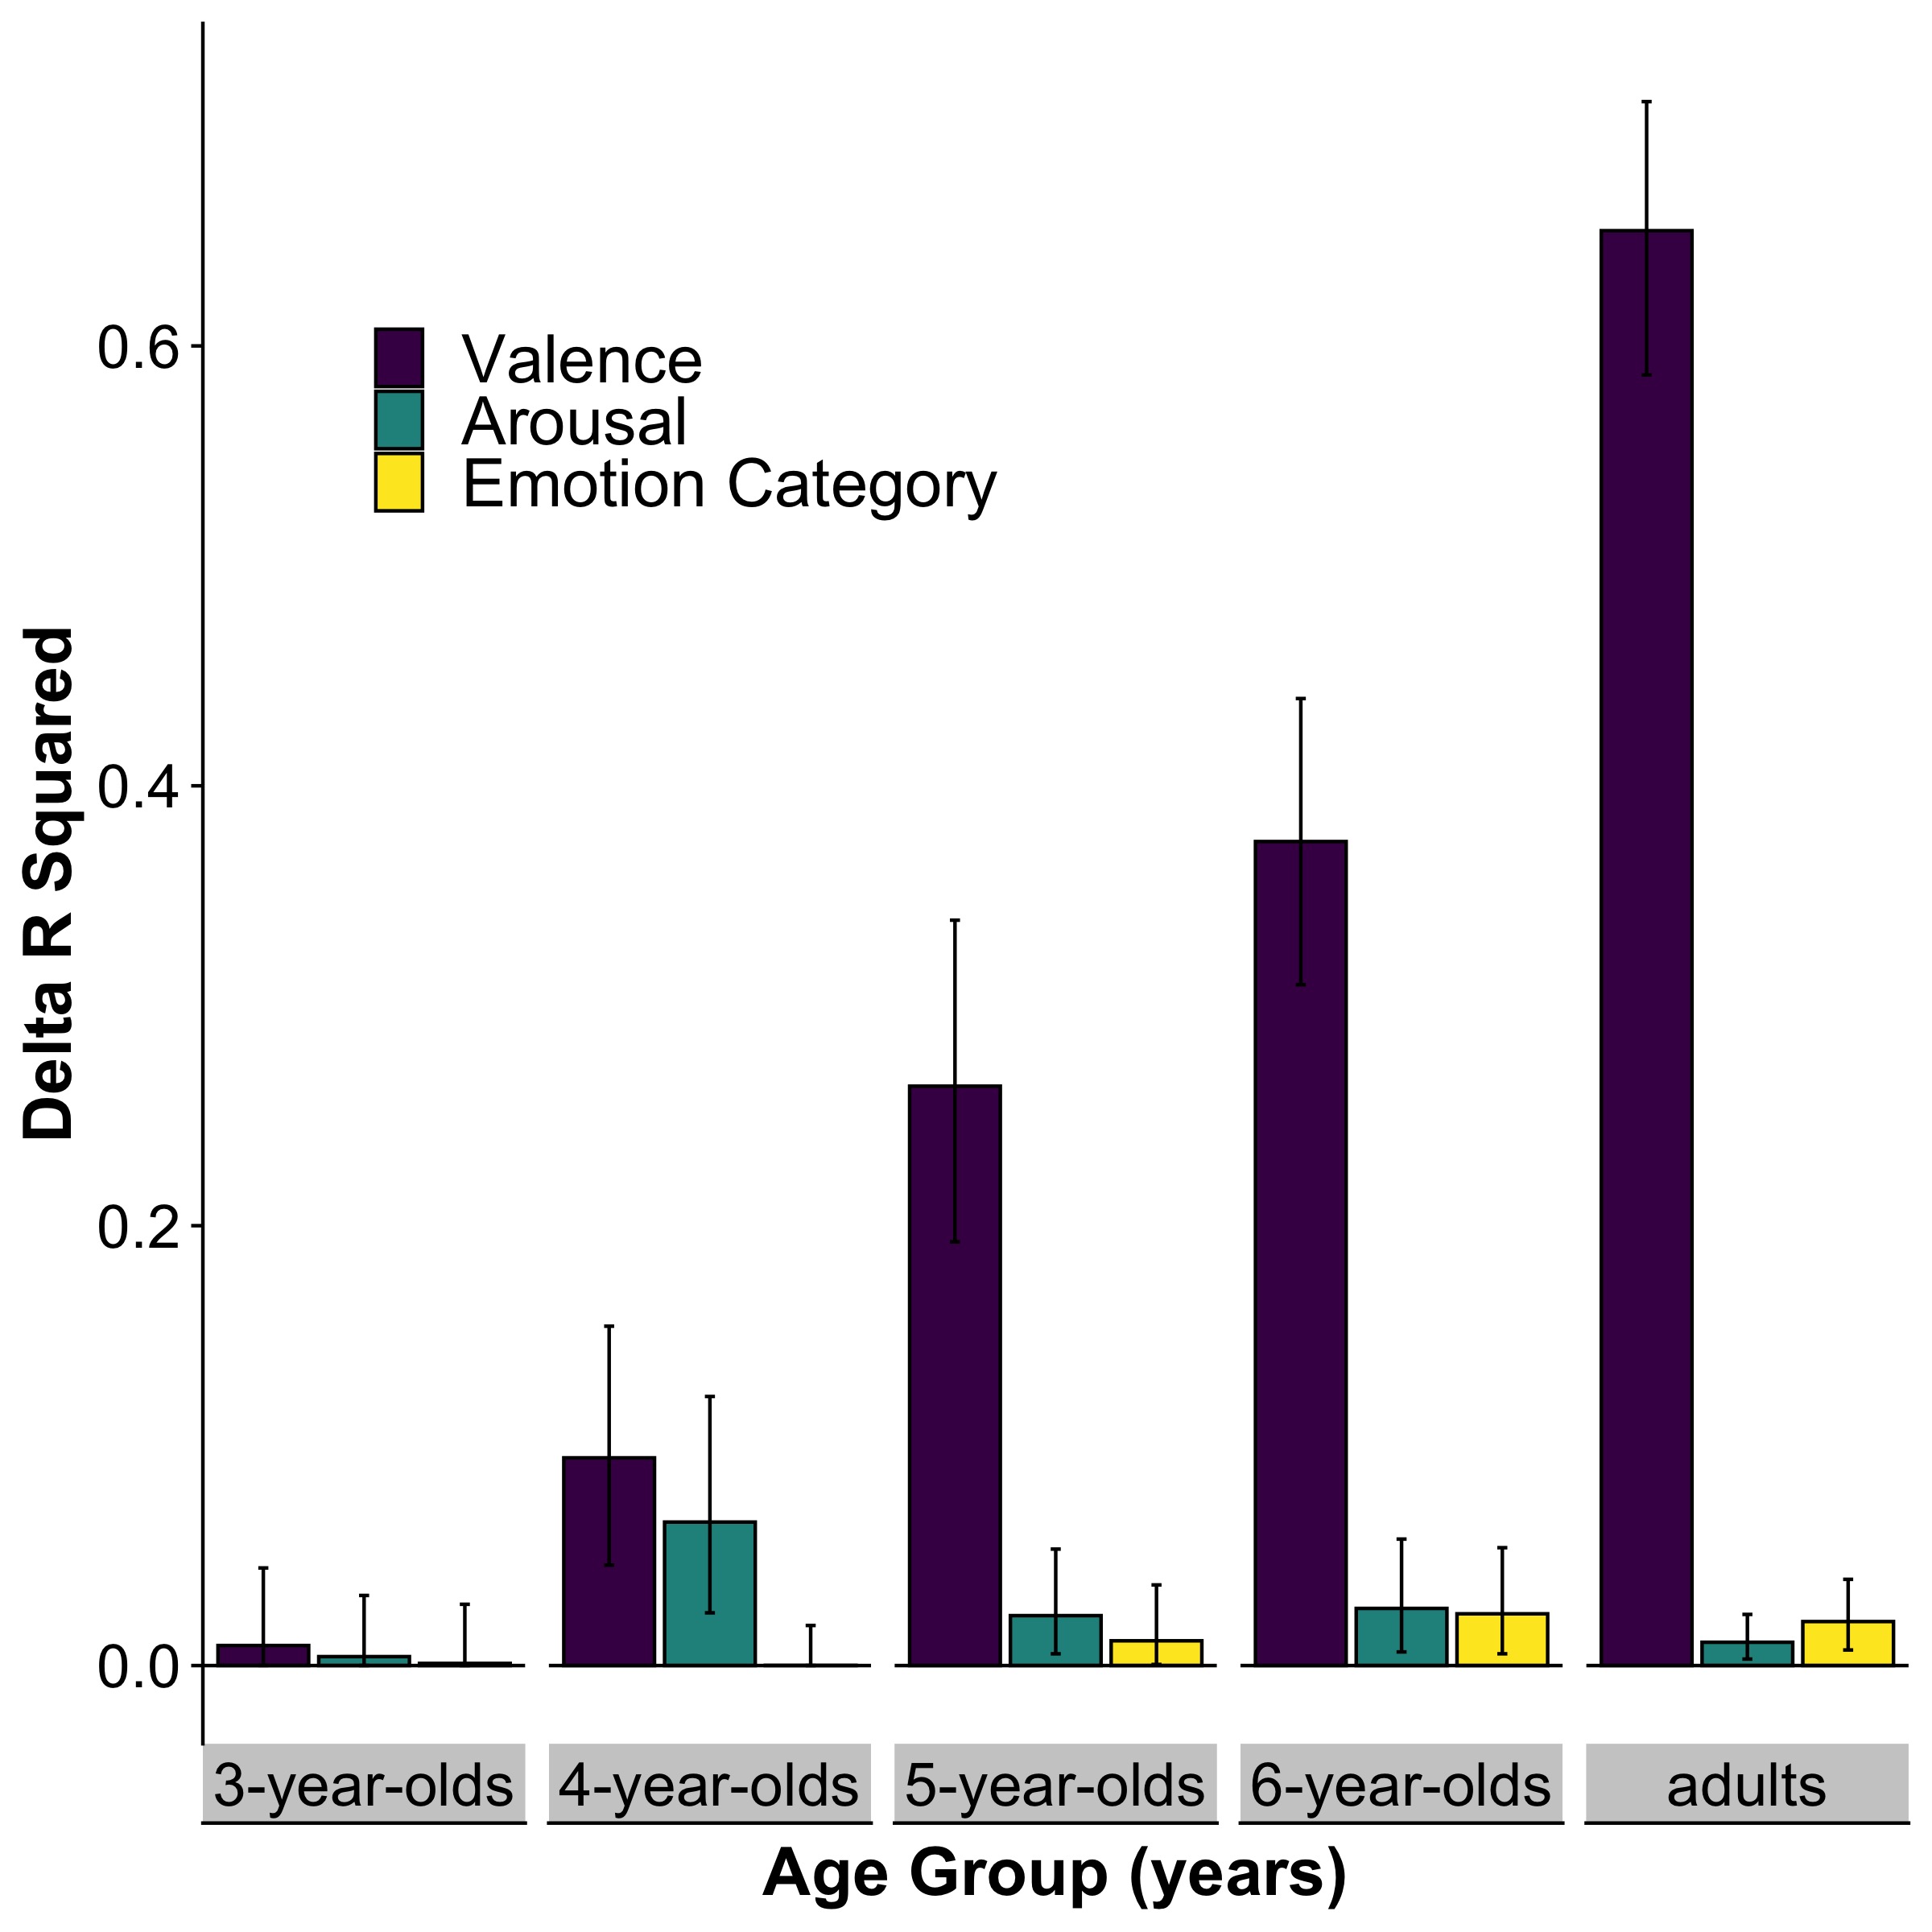 Delta R Squared
0.6
0.4
0.2
0.0
Valence
Arousal
Emotion Category
3-year-olds
4-year-olds
5-year-olds
6-year-olds
adults
Age Group (years)